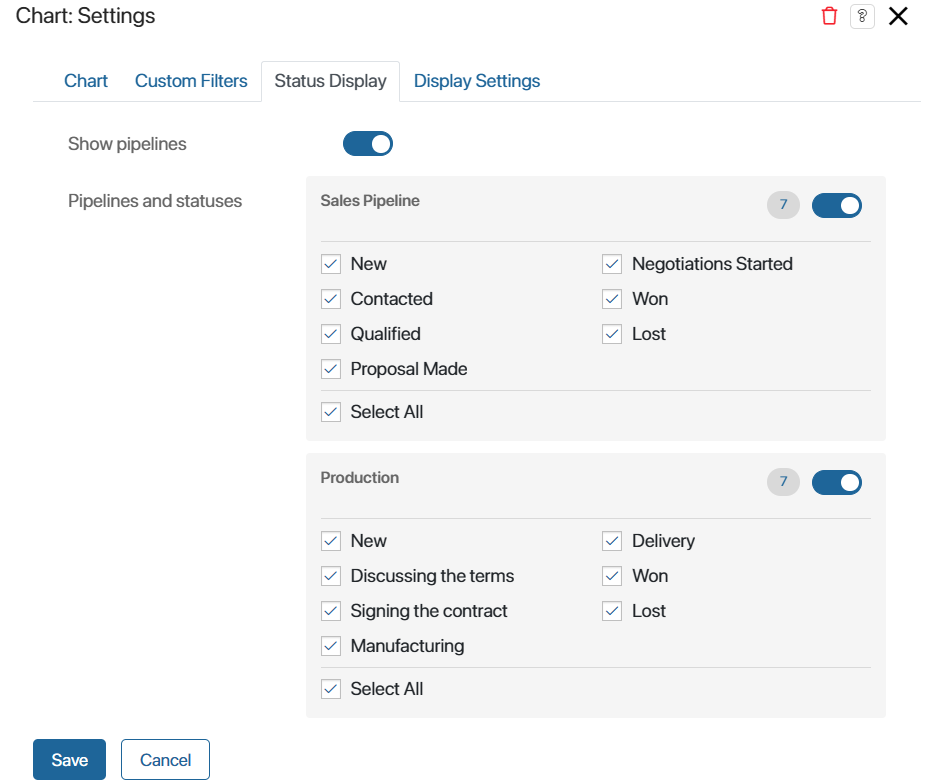 Chart: Settings
?
Chart Custom Filters Status Display Display Settings
Show pipelines
Pipelines and statuses
Sales Pipeline 7
New Negotiations Started
Contacted Won
Qualified Lost
Proposal Made
Select All
Production 7
New Delivery
Discussing the terms Won
Signing the contract Lost
Manufacturing
Select All
Save Cancel